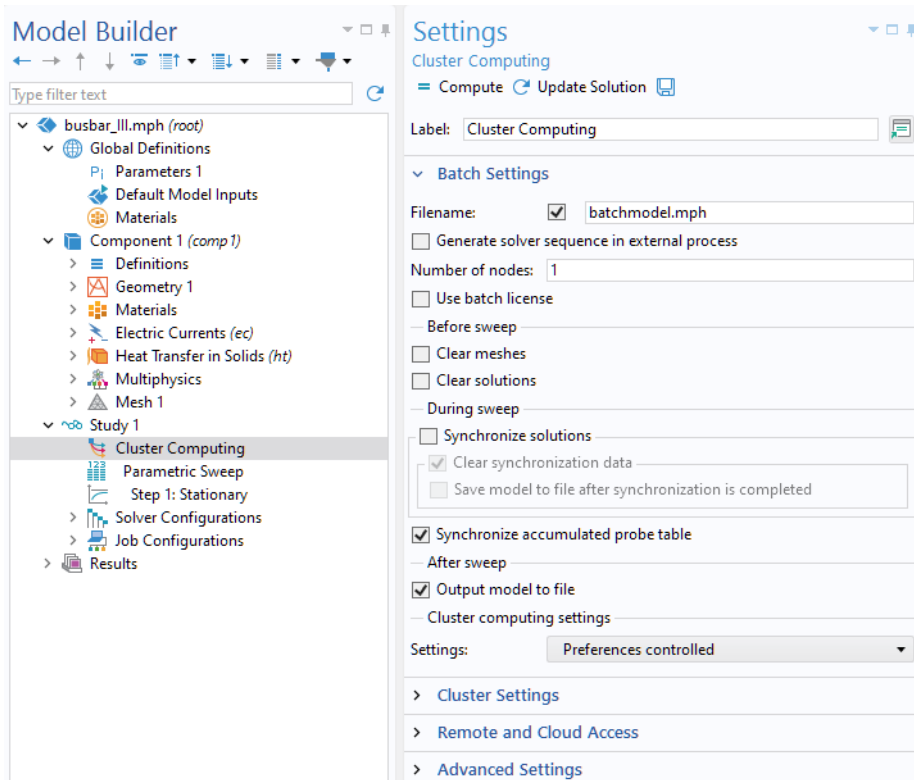 Model Builder
Type filter text
busbar_III.mph (root)
Global Definitions
Pi Parameters 1
Default Model Inputs
Materials
Component 1 (comp1)
Definitions
Geometry 1
Materials
Electric Currents (ec)
Heat Transfer in Solids (ht)
Multiphysics
Mesh 1
Study 1
Cluster Computing
123 Parametric Sweep
Step 1: Stationary
Solver Configurations
Job Configurations
Results
Settings
Cluster Computing
= Compute Update Solution
Label: Cluster Computing
Batch Settings
Filename: batchmodel.mph
Generate solver sequence in external process
Number of nodes: 1
Use batch license
Before sweep
Clear meshes
Clear solutions
During sweep
Synchronize solutions
Clear synchronization data
Save model to file after synchronization is completed
Synchronize accumulated probe table
After sweep
Output model to file
Cluster computing settings
Settings: Preferences controlled
Cluster Settings
Remote and Cloud Access
Advanced Settings